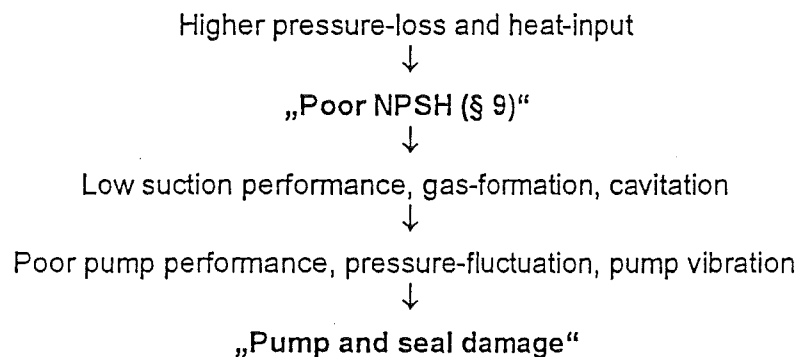 Higher pressure-loss and heat-input
↓
„Poor NPSH (§ 9)“
↓
Low suction performance, gas-formation, cavitation
↓
Poor pump performance, pressure-fluctuation, pump vibration
↓
„Pump and seal damage“